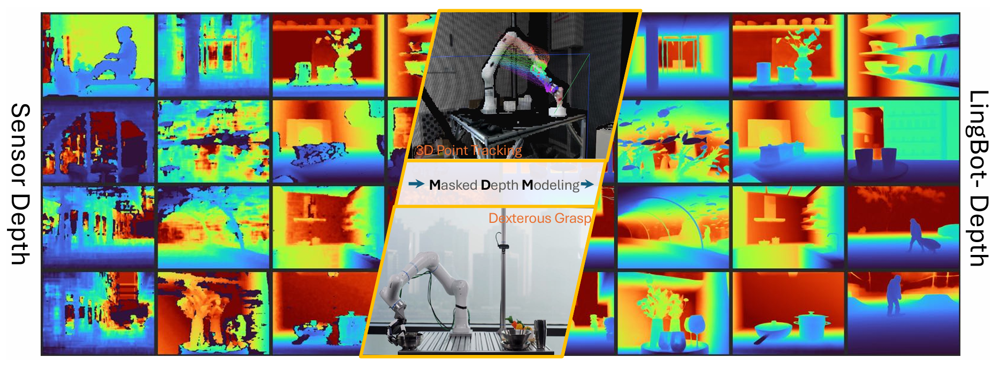 Sensor Depth
3D Point Tracking
Masked Depth Modeling
Dexterous Grasp
LingBot- Depth